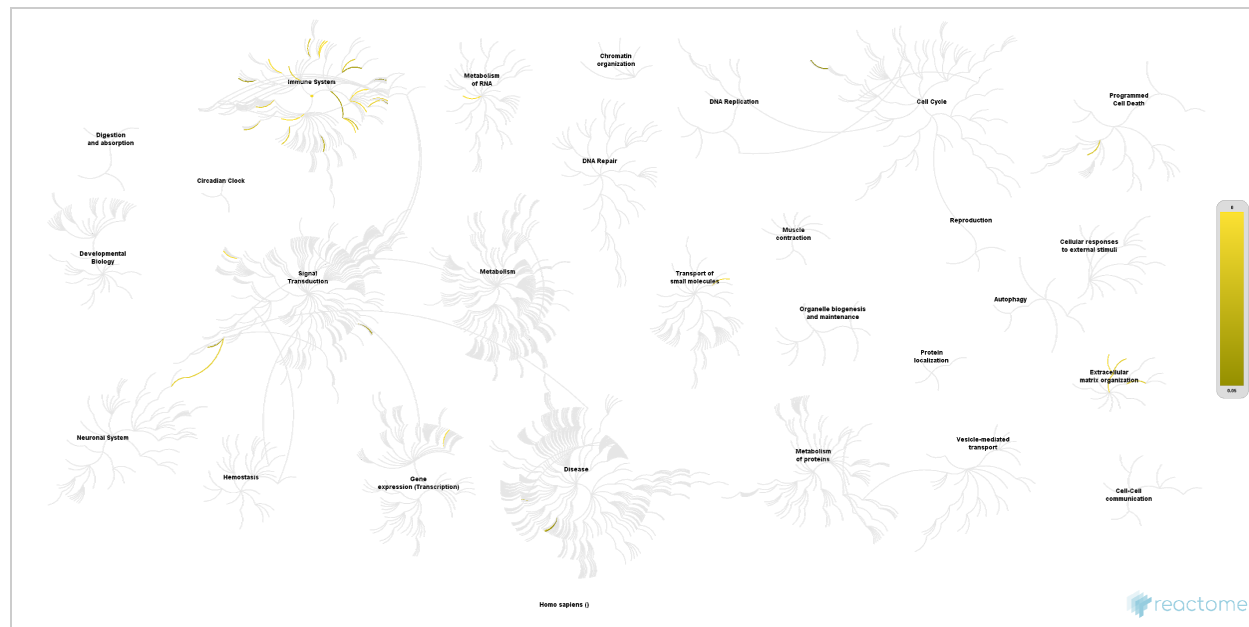 Immune System
Metabolism
of RNA
Chromatin
organization
DNA Replication
Cell Cycle
Programmed
Cell Death
Digestion
and absorption
DNA Repair
Circadian Clock
Reproduction
Muscle
contraction
Cellular responses
to external stimuli
Developmental
Biology
Signal
Transduction
Metabolism
Transport of
small molecules
Autophagy
Organelle biogenesis
and maintenance
Protein
localization
Extracellular
matrix organization
Neuronal System
Hemostasis
Gene
expression (Transcription)
Disease
Metabolism
of proteins
Vesicle-mediated
transport
Cell-Cell
communication
0
0.05
Homo sapiens ()
reactome